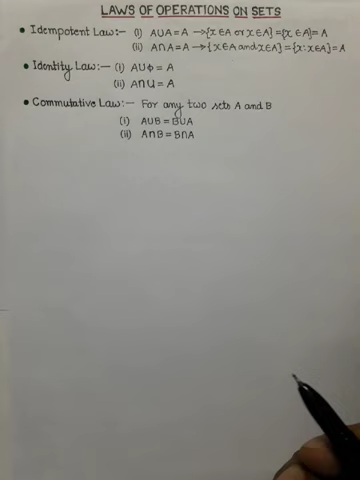 LAWS OF OPERATIONS ON SETS
• Idempotent Law:- (i) A∪A = A → {x∈A or x∈A} = {x∈A} = A
(ii) A∩A = A → {x∈A and x∈A} = {x:x∈A} = A
• Identity Law:- (i) A∪ϕ = A
(ii) A∩U = A
• Commutative Law:- For any two sets A and B
(i) A∪B = B∪A
(ii) A∩B = B∩A